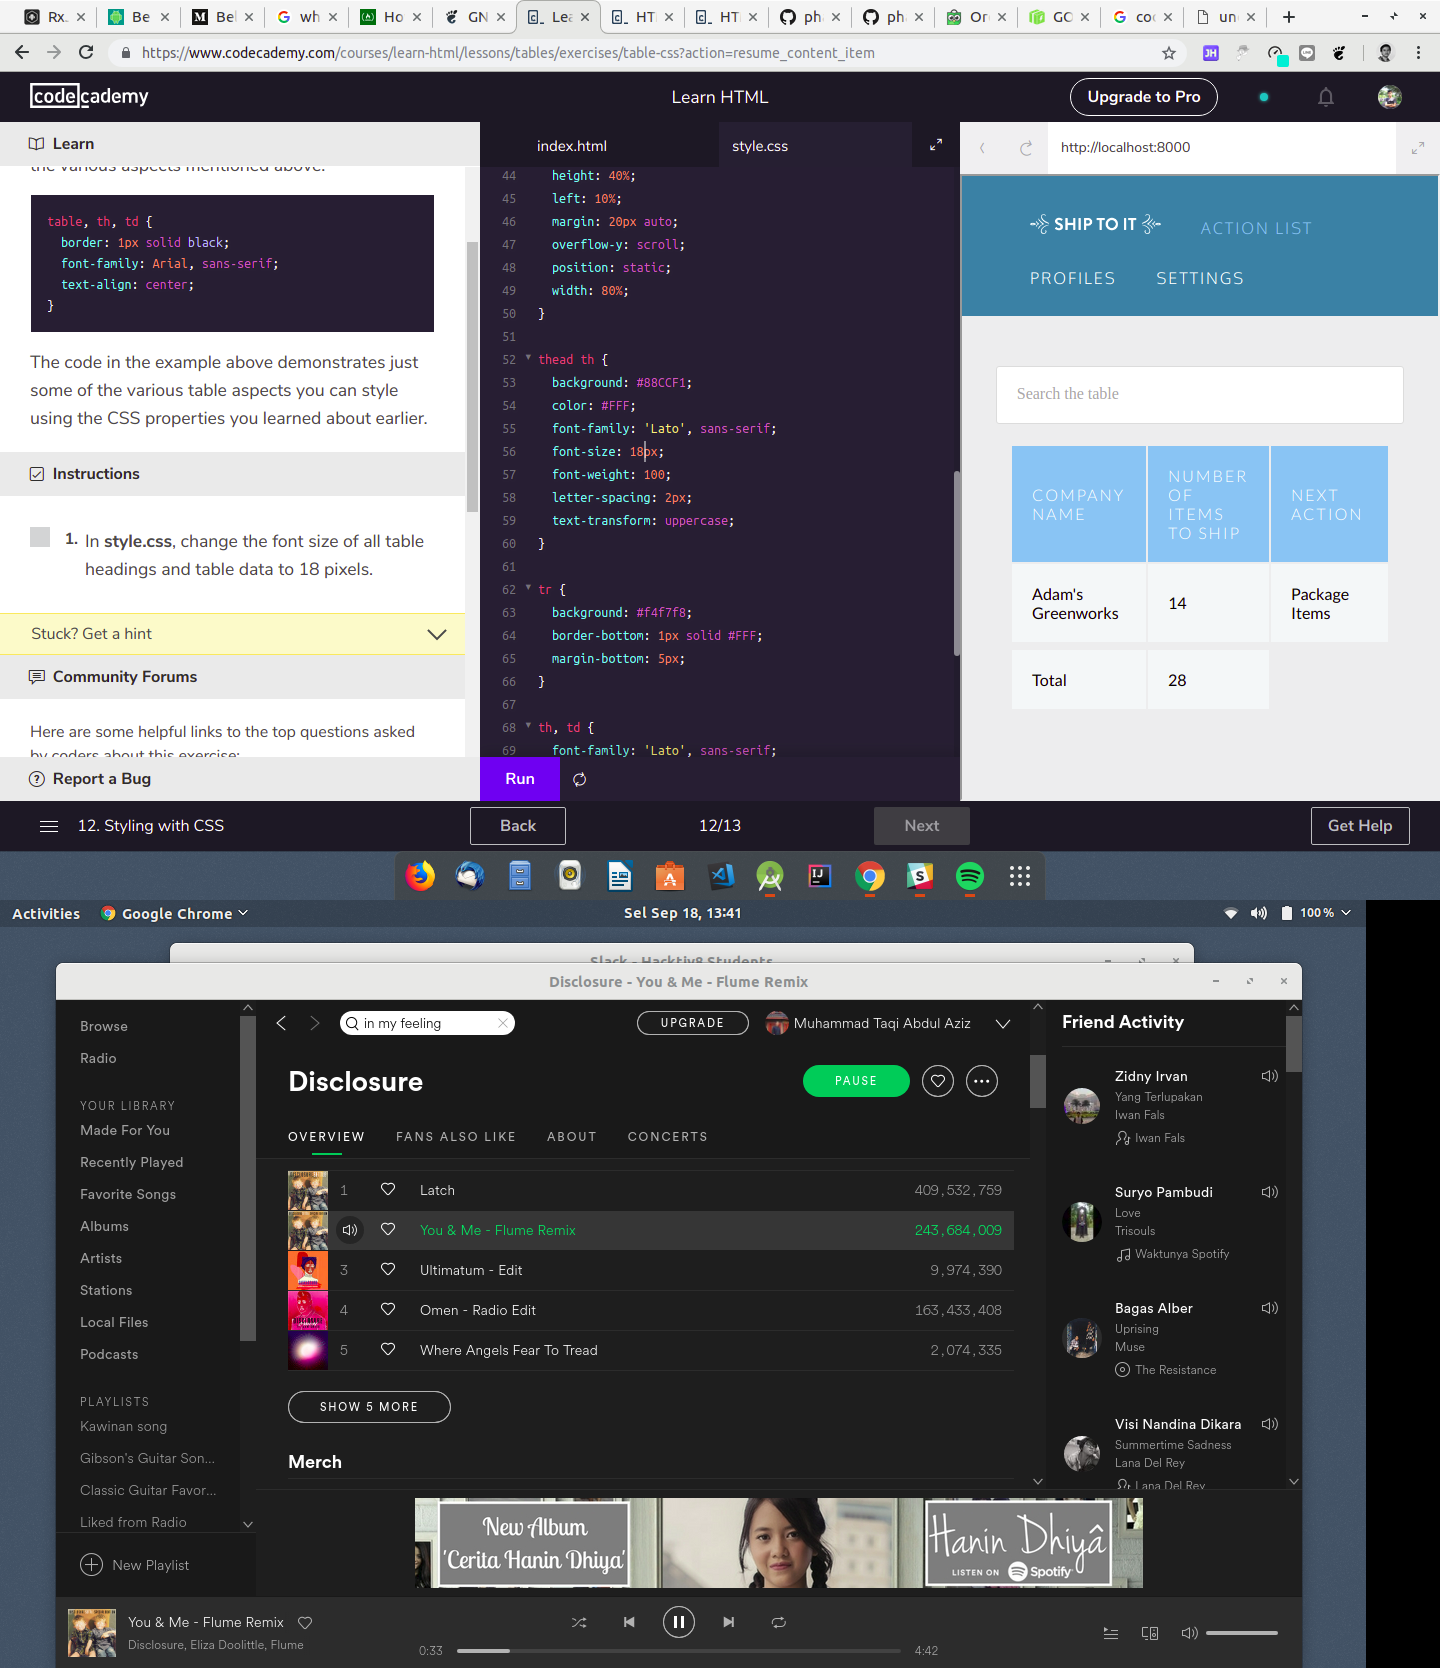 Rx
Be
Bel
wh
Ho
GN
Lea
HT
HT
ph
ph
Or
GO
coc
une
https://www.codecademy.com/courses/learn-html/lessons/tables/exercises/table-css?action=resume_content_item
codecademy
Learn HTML
Upgrade to Pro
Learn
the various aspects mentioned above.
table, th, td {
border: 1px solid black;
font-family: Arial, sans-serif;
text-align: center;
}
The code in the example above demonstrates just
some of the various table aspects you can style
using the CSS properties you learned about earlier.
Instructions
1. In style.css, change the font size of all table
headings and table data to 18 pixels.
Stuck? Get a hint
Community Forums
Here are some helpful links to the top questions asked
by coders about this exercise:
Report a Bug
index.html
style.css
44 height: 40%;
45 left: 10%;
46 margin: 20px auto;
47 overflow-y: scroll;
48 position: static;
49 width: 80%;
50 }
51
52 thead th {
53 background: #88CCF1;
54 color: #FFF;
55 font-family: 'Lato', sans-serif;
56 font-size: 18px;
57 font-weight: 100;
58 letter-spacing: 2px;
59 text-transform: uppercase;
60 }
61
62 tr {
63 background: #f4f7f8;
64 border-bottom: 1px solid #FFF;
65 margin-bottom: 5px;
66 }
67
68 th, td {
69 font-family: 'Lato', sans-serif;
Run
http://localhost:8000
SHIP TO IT
ACTION LIST
PROFILES
SETTINGS
Search the table
COMPANY NAME
NUMBER OF ITEMS TO SHIP
NEXT ACTION
Adam's Greenworks
14
Package Items
Total
28
12. Styling with CSS
Back
12/13
Next
Get Help
Activities
Google Chrome
Sel Sep 18, 13:41
100 %
Slack - Hacktiv8 Students
Disclosure - You & Me - Flume Remix
Browse
Radio
YOUR LIBRARY
Made For You
Recently Played
Favorite Songs
Albums
Artists
Stations
Local Files
Podcasts
PLAYLISTS
Kawinan song
Gibson's Guitar Son...
Classic Guitar Favor...
Liked from Radio
New Playlist
in my feeling
UPGRADE
Muhammad Taqi Abdul Aziz
Disclosure
PAUSE
OVERVIEW
FANS ALSO LIKE
ABOUT
CONCERTS
1 Latch 409,532,759
You & Me - Flume Remix 243,684,009
3 Ultimatum - Edit 9,974,390
4 Omen - Radio Edit 163,433,408
5 Where Angels Fear To Tread 2,074,335
SHOW 5 MORE
Merch
Friend Activity
Zidny Irvan
Yang Terlupakan
Iwan Fals
Iwan Fals
Suryo Pambudi
Love
Trisouls
Waktunya Spotify
Bagas Alber
Uprising
Muse
The Resistance
Visi Nandina Dikara
Summertime Sadness
Lana Del Rey
Lana Del Rey
New Album
'Cerita Hanin Dhiya'
Hanin Dhiyâ
LISTEN ON Spotify
You & Me - Flume Remix
Disclosure, Eliza Doolittle, Flume
0:33
4:42